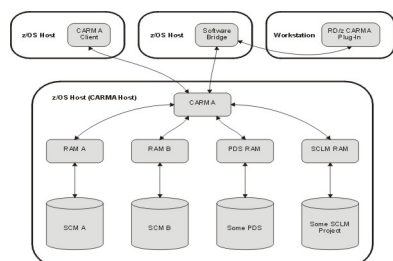 z/OS Host
CARMA
Client
z/OS Host
Software
Bridge
Workstation
RD/z CARMA
Plug-In
z/OS Host (CARMA Host)
CARMA
RAM A
RAM B
PDS RAM
SCLM RAM
SCM A
SCM B
Some PDS
Some SCLM
Project